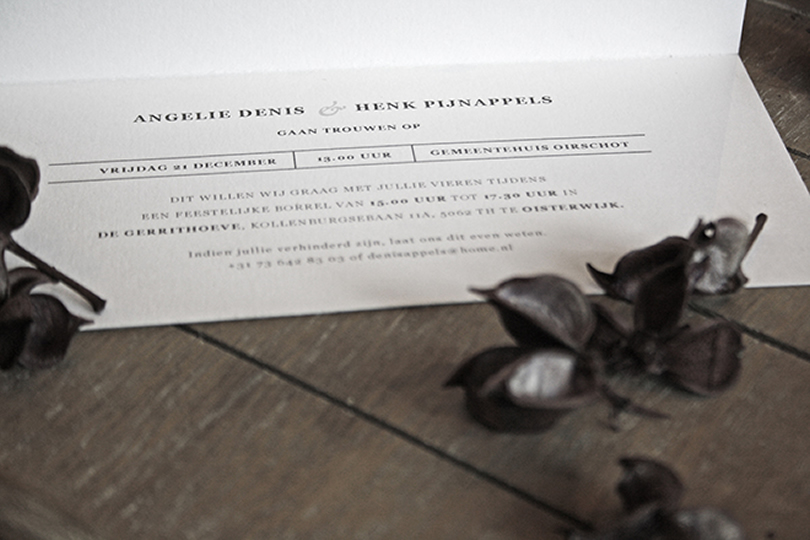 ANGELIE DENIS & HENK PIJNAPPELS
GAAN TROUWEN OP
VRIJDAG 21 DECEMBER | 13.00 UUR | GEMEENTEHUIS OIRSCHOT
DIT WILLEN WIJ GRAAG MET JULLIE VIEREN TIJDENS
EEN FEESTELIJKE BORREL VAN 15.00 UUR TOT 17.30 UUR IN
DE GERRITHOEVE, KOLLENBURGSEBAAN 11A, 5062 TH TE OISTERWIJK.
Indien jullie verhinderd zijn, laat ons dit even weten.
+31 73 642 83 03 of denisappels@home.nl